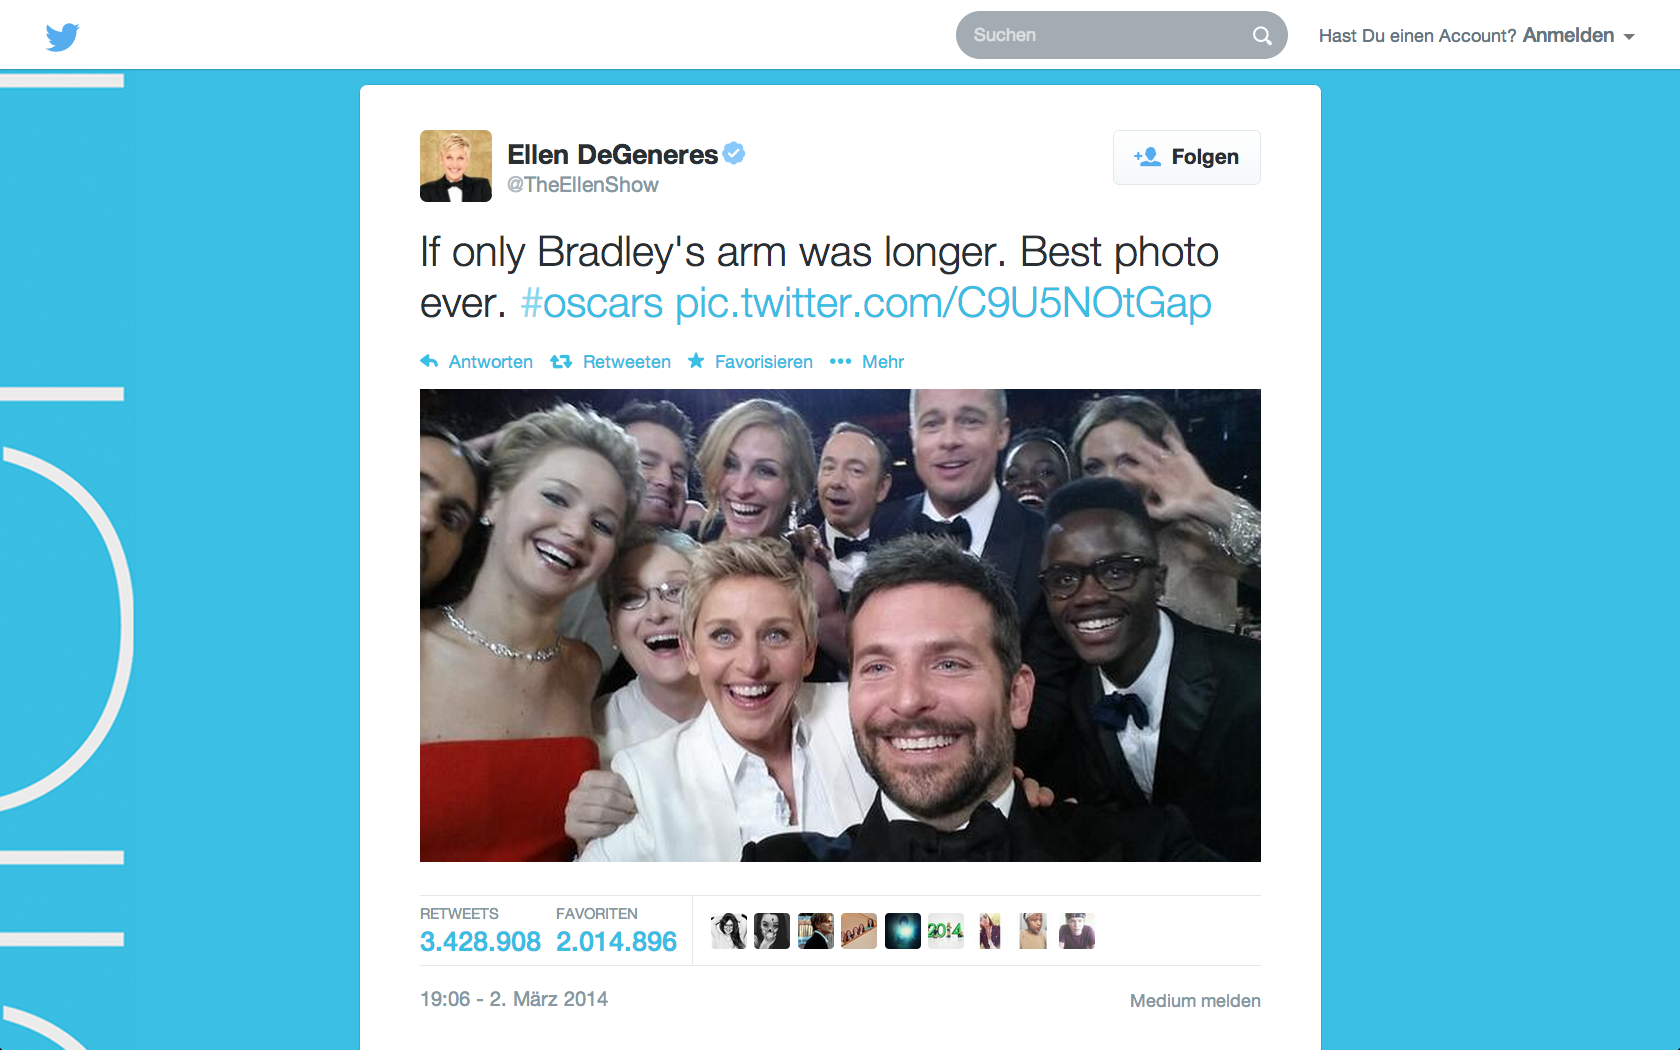 Suchen
Hast Du einen Account? Anmelden
Ellen DeGeneres
@TheEllenShow
Folgen
If only Bradley's arm was longer. Best photo
ever. #oscars pic.twitter.com/C9U5NOtGap
Antworten Retweeten Favorisieren Mehr
RETWEETS FAVORITEN
3.428.908 2.014.896
2014
19:06 - 2. März 2014
Medium melden